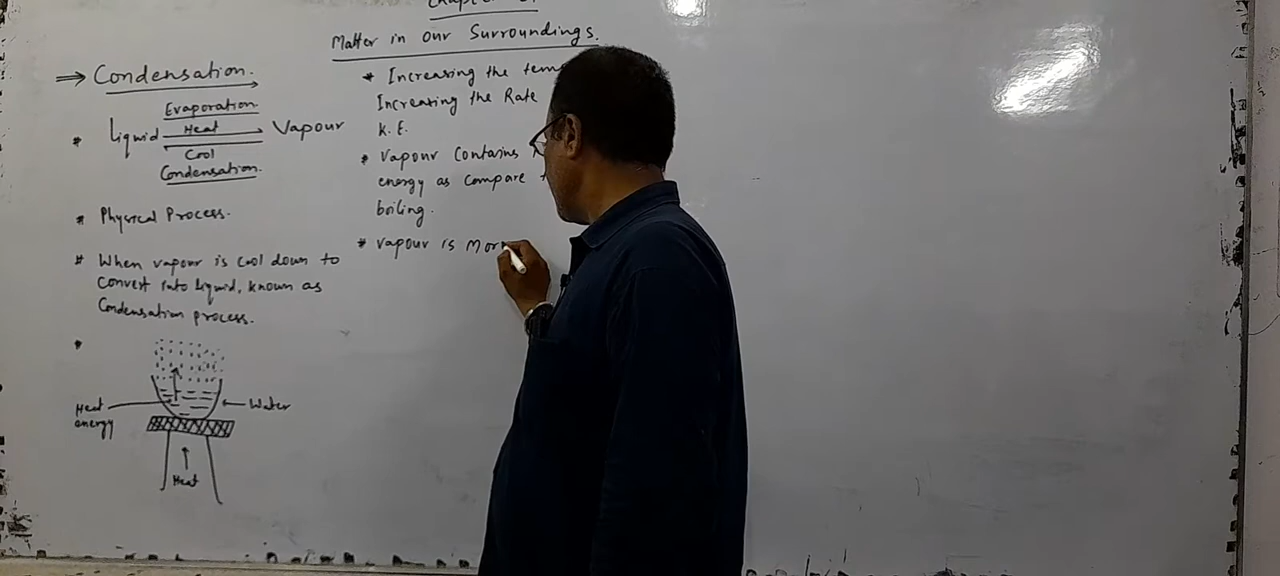 Matter in our Surroundings.
⇒ Condensation.
Evaporation
* Liquid Heat Vapour
Cool
Condensation.
* Physical Process.
* When vapour is cool down to
Convert into liquid, known as
Condensation process.
*
Heat
energy
Water
Heat
* Increasing the
Increasing the Rate
K.E.
* Vapour Contains
energy as compare
boiling.
* Vapour is